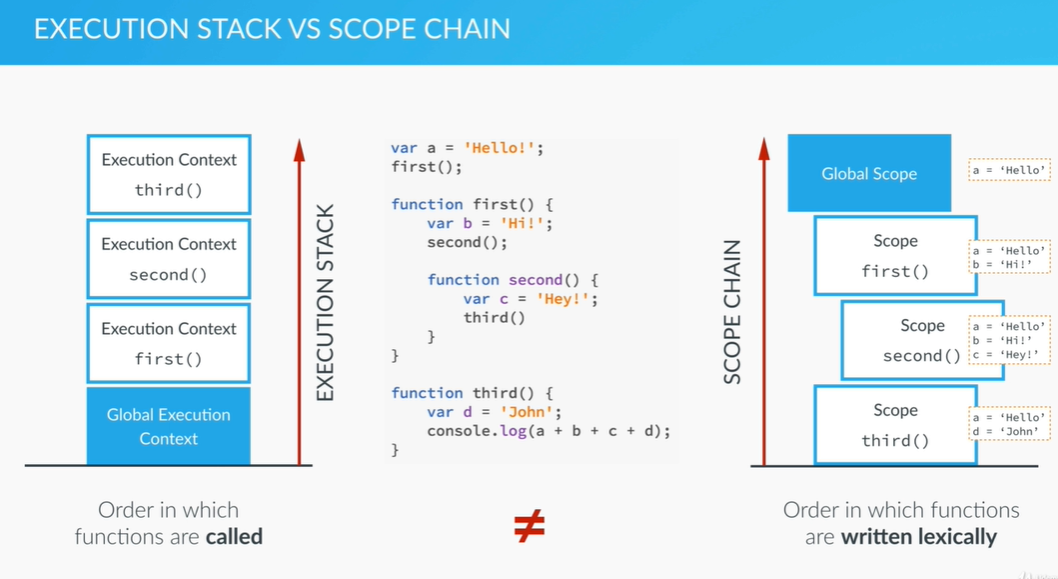 EXECUTION STACK VS SCOPE CHAIN
Execution Context
third()
Execution Context
second()
Execution Context
first()
Global Execution
Context
EXECUTION STACK
Order in which
functions are called
var a = 'Hello!';
first();
function first() {
var b = 'Hi!';
second();
function second() {
var c = 'Hey!';
third()
}
}
function third() {
var d = 'John';
console.log(a + b + c + d);
}
≠
SCOPE CHAIN
Global Scope
a = ‘Hello’
Scope
first()
a = ‘Hello’
b = ‘Hi!’
Scope
second()
a = ‘Hello’
b = ‘Hi!’
c = ‘Hey!’
Scope
third()
a = ‘Hello’
d = ‘John’
Order in which functions
are written lexically